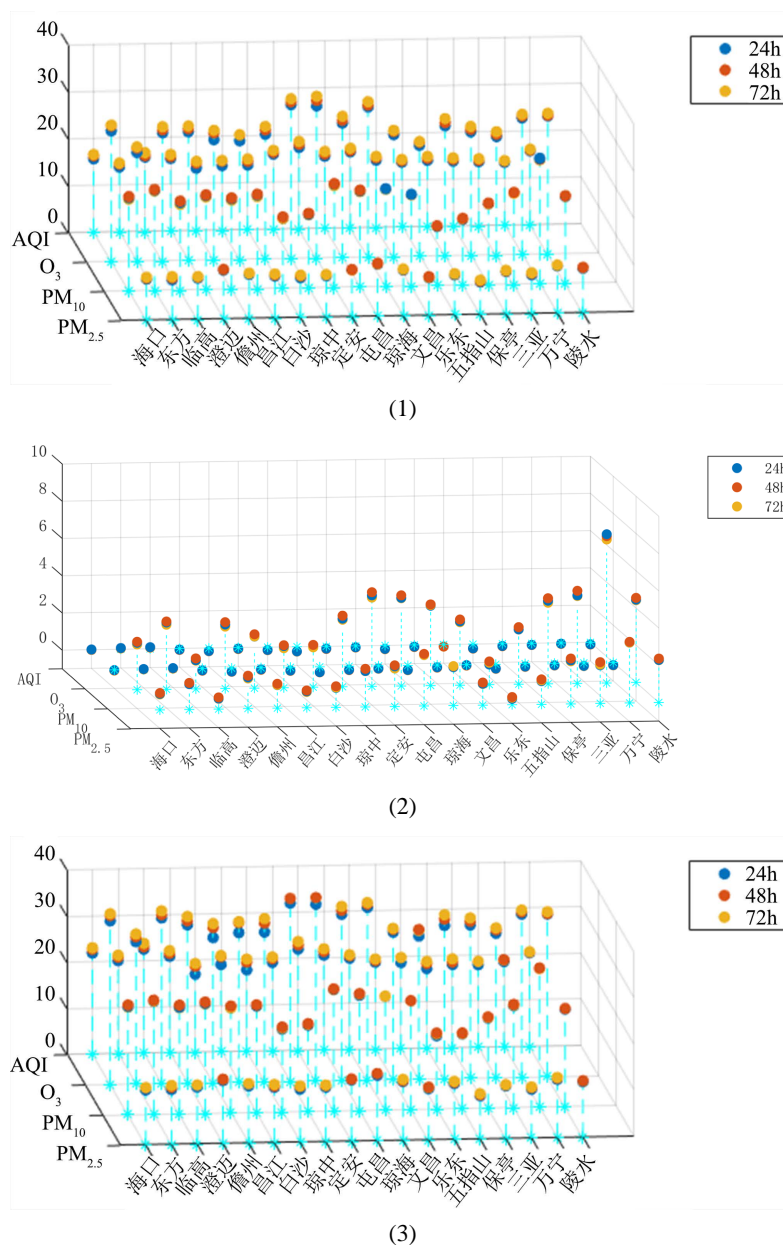 40
30
20
10
0
AQI
O3
PM10
PM2.5
海口
东方
临高
澄迈
儋州
昌江
白沙
琼中
定安
屯昌
琼海
文昌
乐东
五指山
保亭
三亚
万宁
陵水
24h
48h
72h
(1)
10
8
6
4
2
0
AQI
O3
PM10
PM2.5
海口
东方
临高
澄迈
儋州
昌江
白沙
琼中
定安
屯昌
琼海
文昌
乐东
五指山
保亭
三亚
万宁
陵水
24h
48h
72h
(2)
40
30
20
10
0
AQI
O3
PM10
PM2.5
海口
东方
临高
澄迈
儋州
昌江
白沙
琼中
定安
屯昌
琼海
文昌
乐东
五指山
保亭
三亚
万宁
陵水
24h
48h
72h
(3)